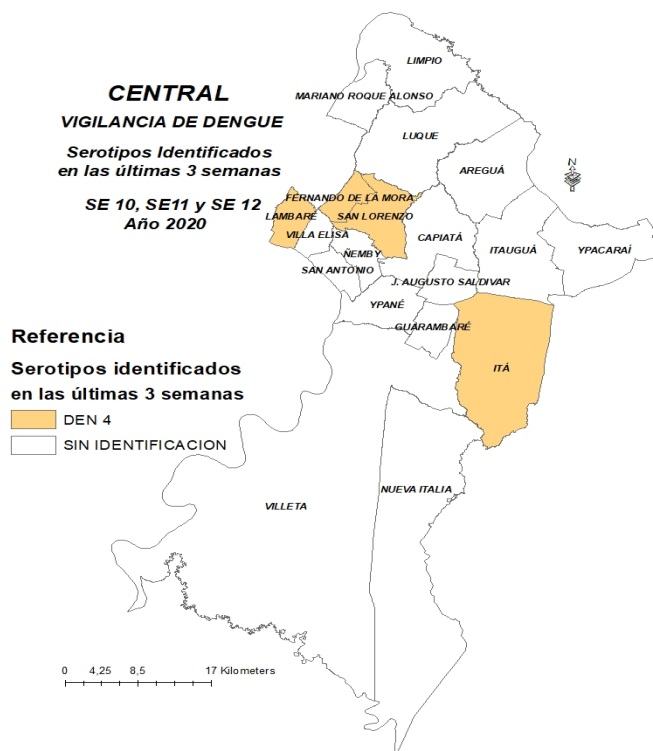 CENTRAL
VIGILANCIA DE DENGUE
Serotipos Identificados
en las últimas 3 semanas
SE 10, SE11 y SE 12
Año 2020
N
LIMPIO
MARIANO ROQUE ALONSO
LUQUE
AREGUÁ
FERNANDO DE LA MORA
LAMBARÉ
SAN LORENZO
VILLA ELISA
CAPIATÁ
ITAUGUÁ
YPACARAÍ
ÑEMBY
SAN ANTONIO
J. AUGUSTO SALDIVAR
YPANÉ
GUARAMBARÉ
ITÁ
NUEVA ITALIA
VILLETA
Referencia
Serotipos identificados
en las últimas 3 semanas
DEN 4
SIN IDENTIFICACION
0 4,25 8,5 17 Kilometers